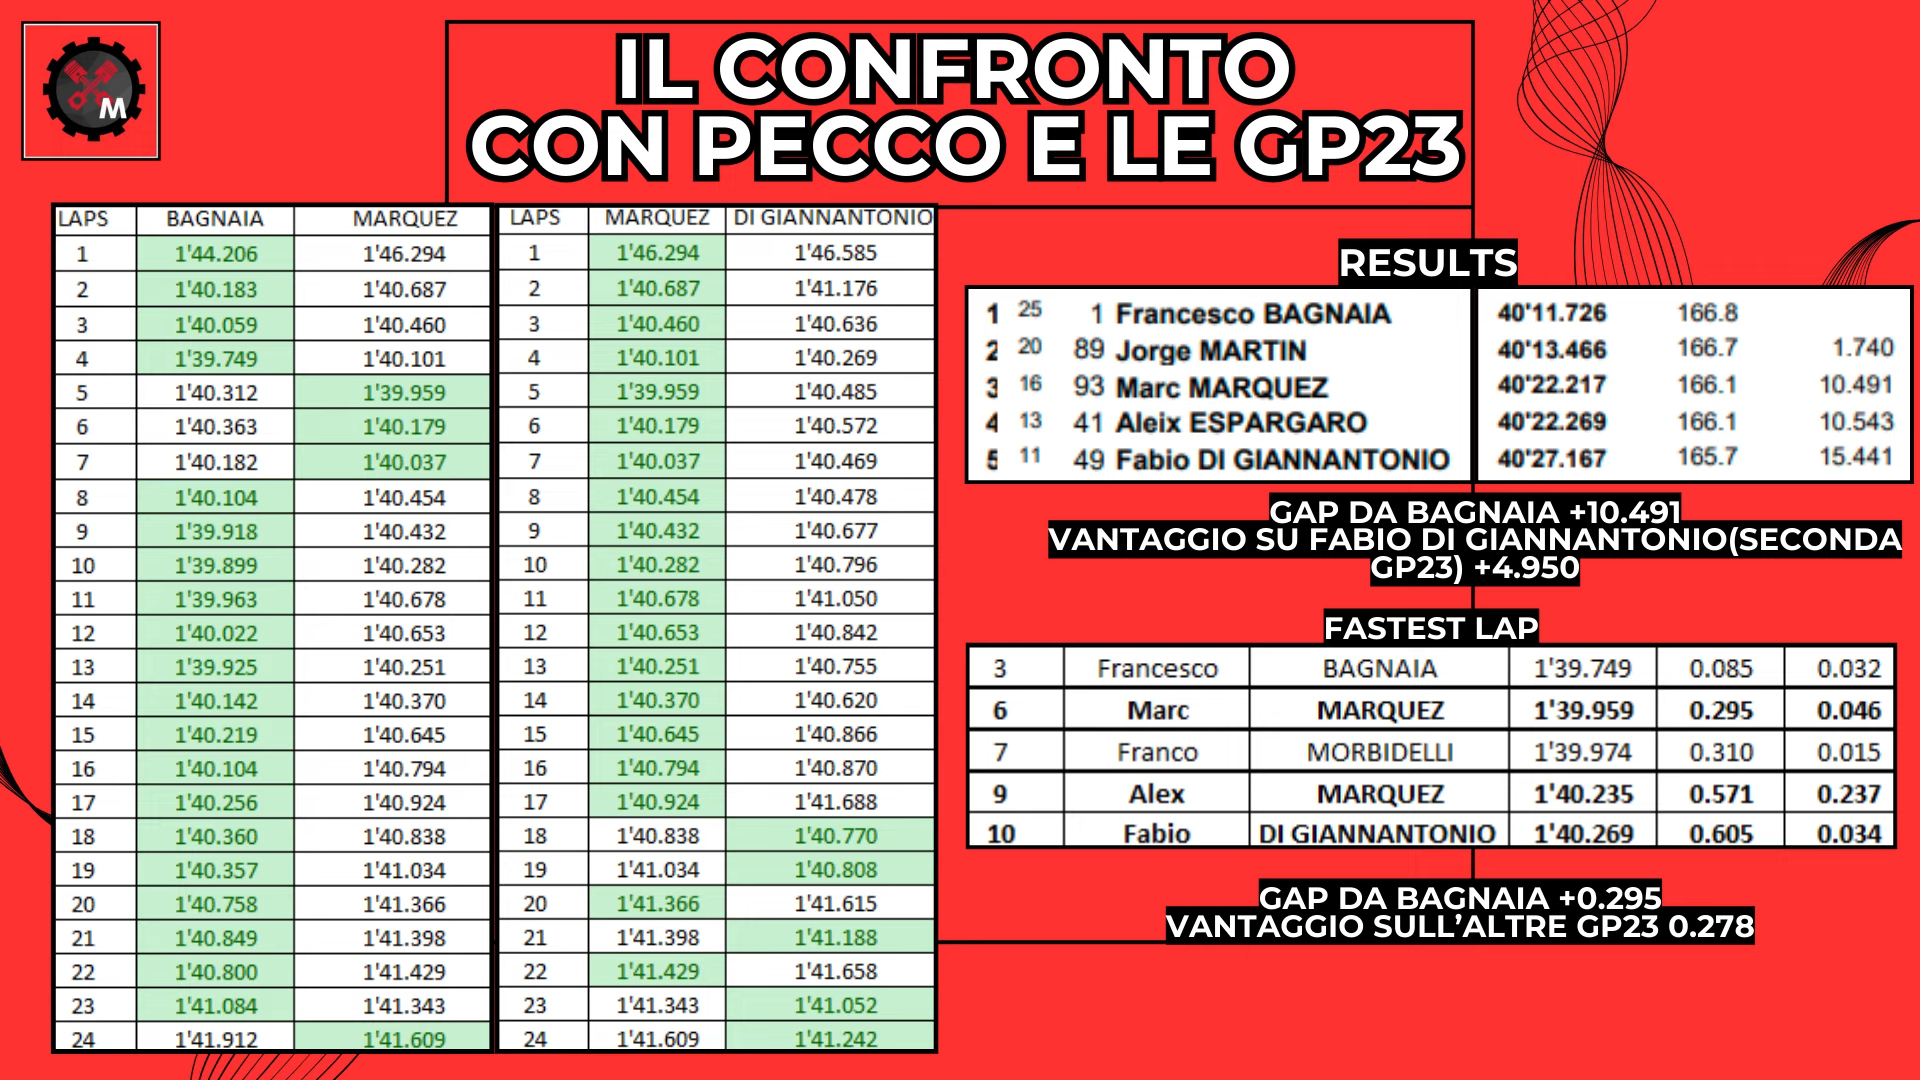 M
IL CONFRONTO
CON PECCO E LE GP23
LAPS BAGNAIA MARQUEZ
1 1'44.206 1'46.294
2 1'40.183 1'40.687
3 1'40.059 1'40.460
4 1'39.749 1'40.101
5 1'40.312 1'39.959
6 1'40.363 1'40.179
7 1'40.182 1'40.037
8 1'40.104 1'40.454
9 1'39.918 1'40.432
10 1'39.899 1'40.282
11 1'39.963 1'40.678
12 1'40.022 1'40.653
13 1'39.925 1'40.251
14 1'40.142 1'40.370
15 1'40.219 1'40.645
16 1'40.104 1'40.794
17 1'40.256 1'40.924
18 1'40.360 1'40.838
19 1'40.357 1'41.034
20 1'40.758 1'41.366
21 1'40.849 1'41.398
22 1'40.800 1'41.429
23 1'41.084 1'41.343
24 1'41.912 1'41.609
LAPS MARQUEZ DI GIANNANTONIO
1 1'46.294 1'46.585
2 1'40.687 1'41.176
3 1'40.460 1'40.636
4 1'40.101 1'40.269
5 1'39.959 1'40.485
6 1'40.179 1'40.572
7 1'40.037 1'40.469
8 1'40.454 1'40.478
9 1'40.432 1'40.677
10 1'40.282 1'40.796
11 1'40.678 1'41.050
12 1'40.653 1'40.842
13 1'40.251 1'40.755
14 1'40.370 1'40.620
15 1'40.645 1'40.866
16 1'40.794 1'40.870
17 1'40.924 1'41.688
18 1'40.838 1'40.770
19 1'41.034 1'40.808
20 1'41.366 1'41.615
21 1'41.398 1'41.188
22 1'41.429 1'41.658
23 1'41.343 1'41.052
24 1'41.609 1'41.242
RESULTS
1 25 1 Francesco BAGNAIA 40'11.726 166.8
2 20 89 Jorge MARTIN 40'13.466 166.7 1.740
3 16 93 Marc MARQUEZ 40'22.217 166.1 10.491
4 13 41 Aleix ESPARGARO 40'22.269 166.1 10.543
5 11 49 Fabio DI GIANNANTONIO 40'27.167 165.7 15.441
GAP DA BAGNAIA +10.491
VANTAGGIO SU FABIO DI GIANNANTONIO(SECONDA
GP23) +4.950
FASTEST LAP
3 Francesco BAGNAIA 1'39.749 0.085 0.032
6 Marc MARQUEZ 1'39.959 0.295 0.046
7 Franco MORBIDELLI 1'39.974 0.310 0.015
9 Alex MARQUEZ 1'40.235 0.571 0.237
10 Fabio DI GIANNANTONIO 1'40.269 0.605 0.034
GAP DA BAGNAIA +0.295
VANTAGGIO SULL’ALTRE GP23 0.278